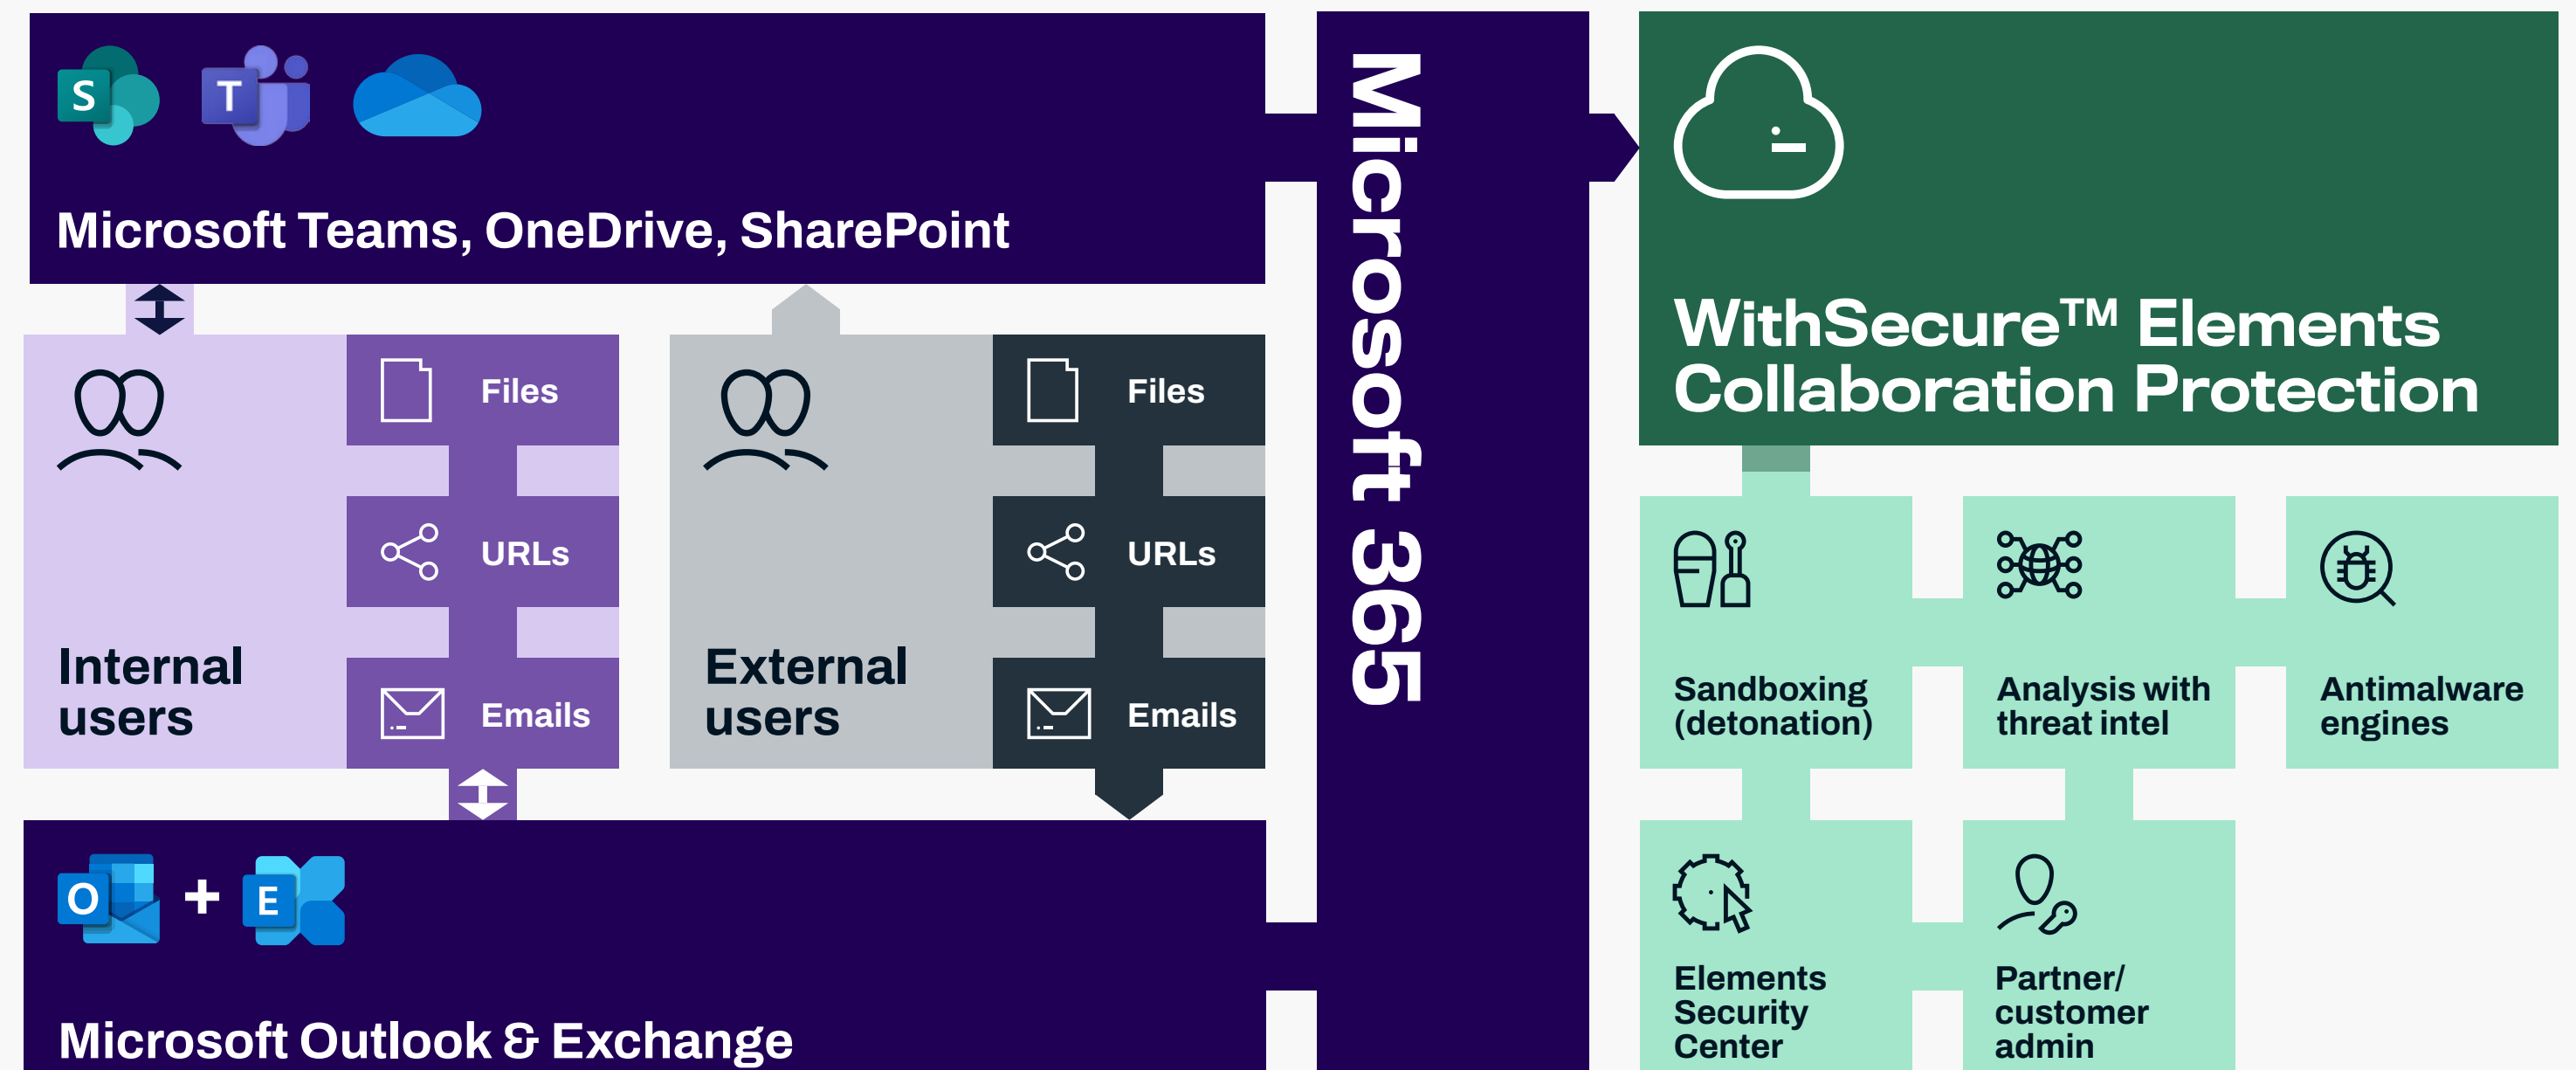 S
T
Microsoft Teams, OneDrive, SharePoint
Internal
users
Files
URLs
Emails
External
users
Files
URLs
Emails
O
+
E
Microsoft Outlook & Exchange
Microsoft 365
WithSecure™ Elements
Collaboration Protection
Sandboxing
(detonation)
Analysis with
threat intel
Antimalware
engines
Elements
Security
Center
Partner/
customer
admin